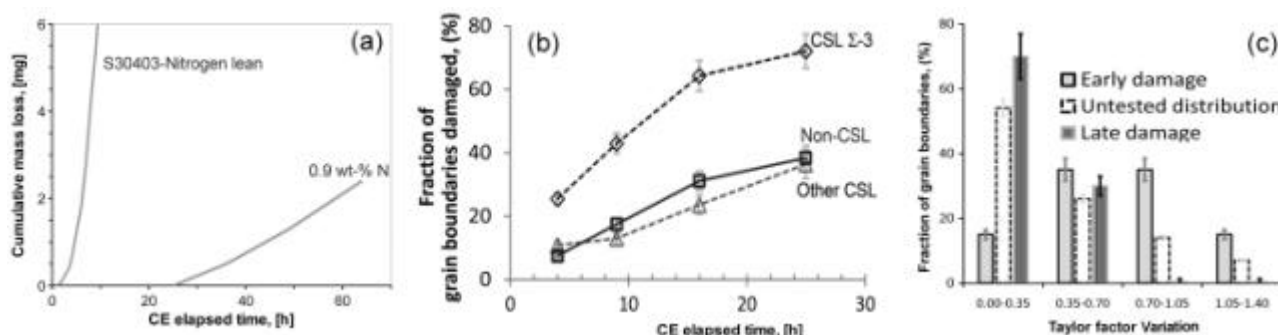 (a)
S30403-Nitrogen lean
0.9 wt-% N
Cumulative mass loss, [mg]
0
2
4
6
0
20
40
60
CE elapsed time, [h]
(b)
CSL Σ-3
Non-CSL
Other CSL
Fraction of
grain boundaries damaged, (%)
0
20
40
60
80
0
10
20
30
CE elapsed time, [h]
(c)
Early damage
Untested distribution
Late damage
Fraction of grain boundaries, (%)
0
20
40
60
80
0.00-0.35
0.35-0.70
0.70-1.05
1.05-1.40
Taylor factor Variation